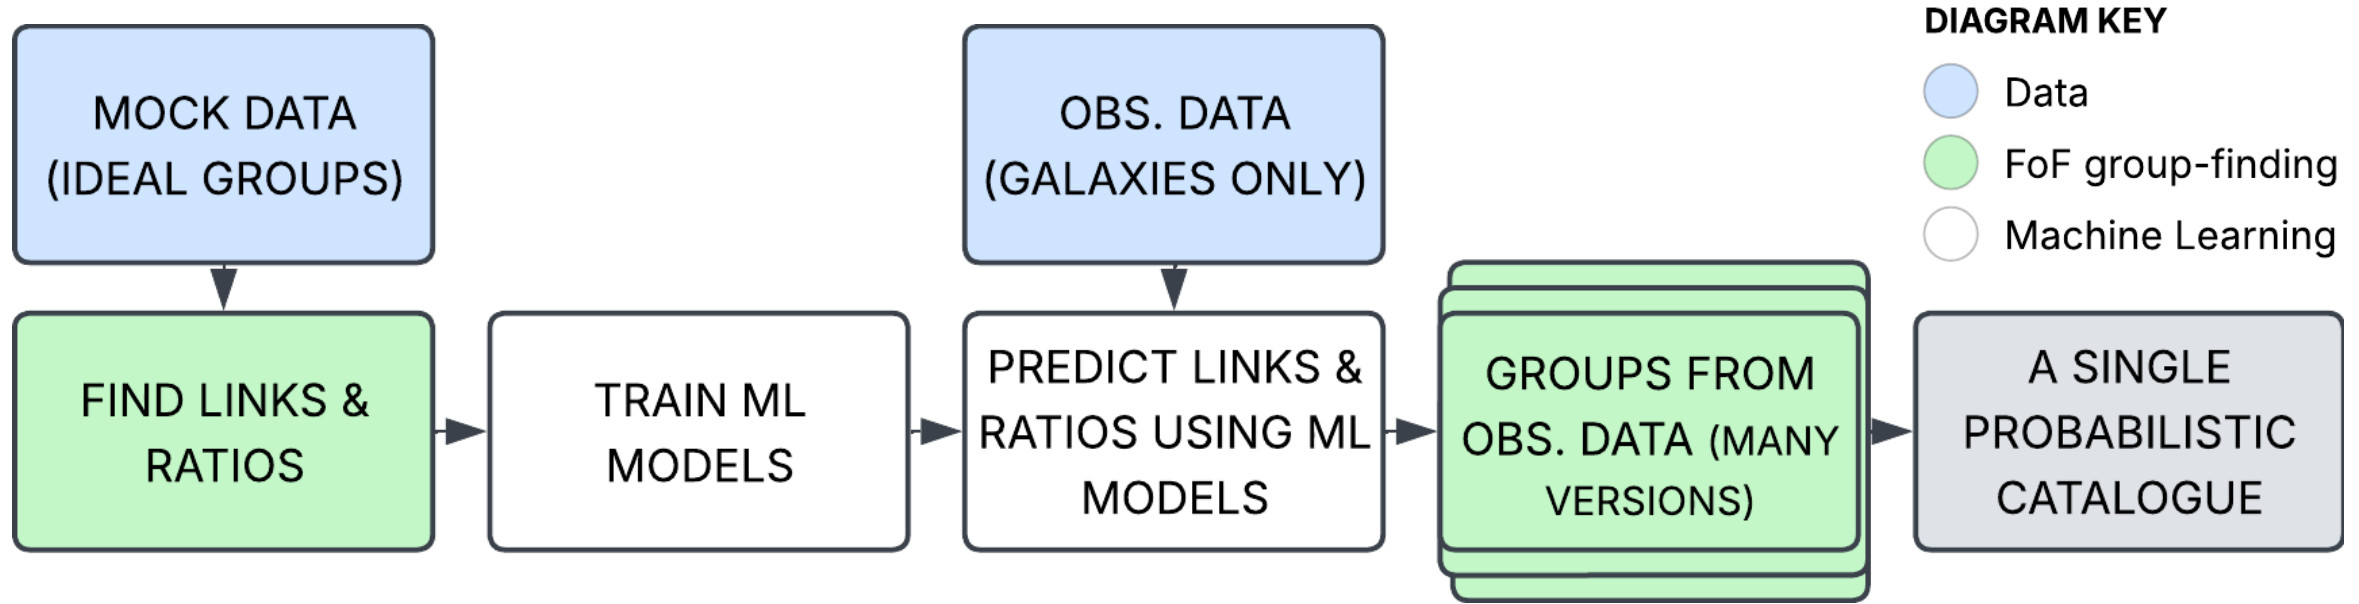 MOCK DATA
(IDEAL GROUPS)
OBS. DATA
(GALAXIES ONLY)
DIAGRAM KEY
Data
FoF group-finding
Machine Learning
FIND LINKS &
RATIOS
TRAIN ML
MODELS
PREDICT LINKS &
RATIOS USING ML
MODELS
GROUPS FROM
OBS. DATA (MANY
VERSIONS)
A SINGLE
PROBABILISTIC
CATALOGUE